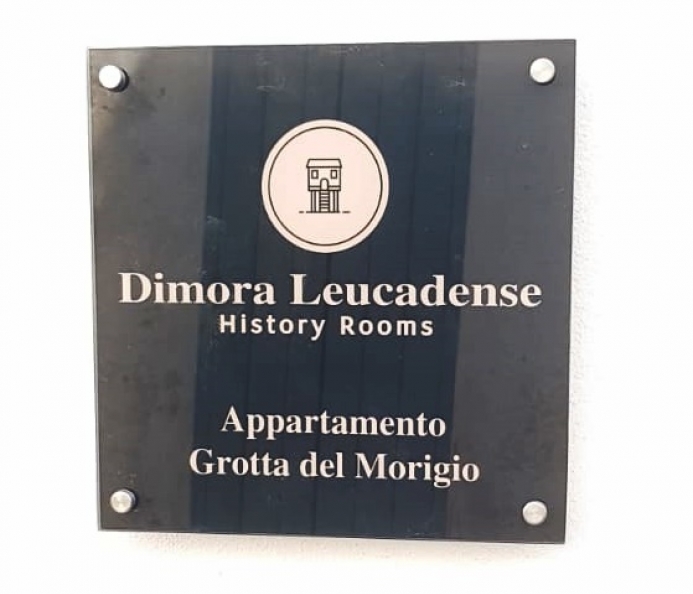 Dimora Leucadense
History Rooms
Appartamento
Grotta del Morigio